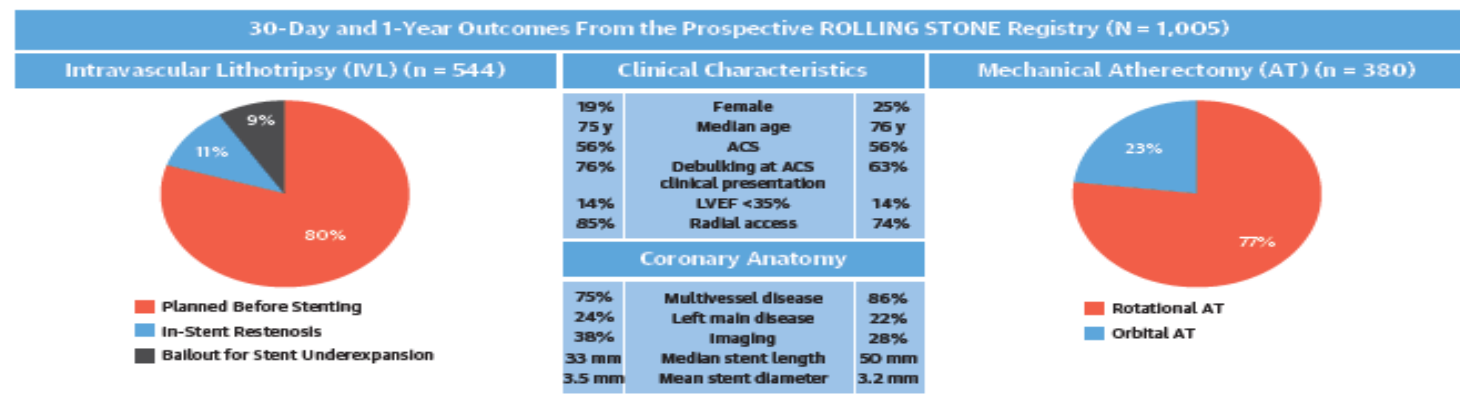 30-Day and 1-Year Outcomes From the Prospective ROLLING STONE Registry (N = 1,005)
Intravascular Lithotripsy (IVL) (n = 544)
9%
11%
80%
Planned Before Stenting
In-Stent Restenosis
Bailout for Stent Underexpansion
Clinical Characteristics
19% Female 25%
75 y Median age 76 y
56% ACS 56%
76% Debulking at ACS 63%
clinical presentation
14% LVEF <35% 14%
85% Radial access 74%
Coronary Anatomy
75% Multivessel disease 86%
24% Left main disease 22%
38% Imaging 28%
33 mm Median stent length 50 mm
3.5 mm Mean stent diameter 3.2 mm
Mechanical Atherectomy (AT) (n = 380)
23%
77%
Rotational AT
Orbital AT